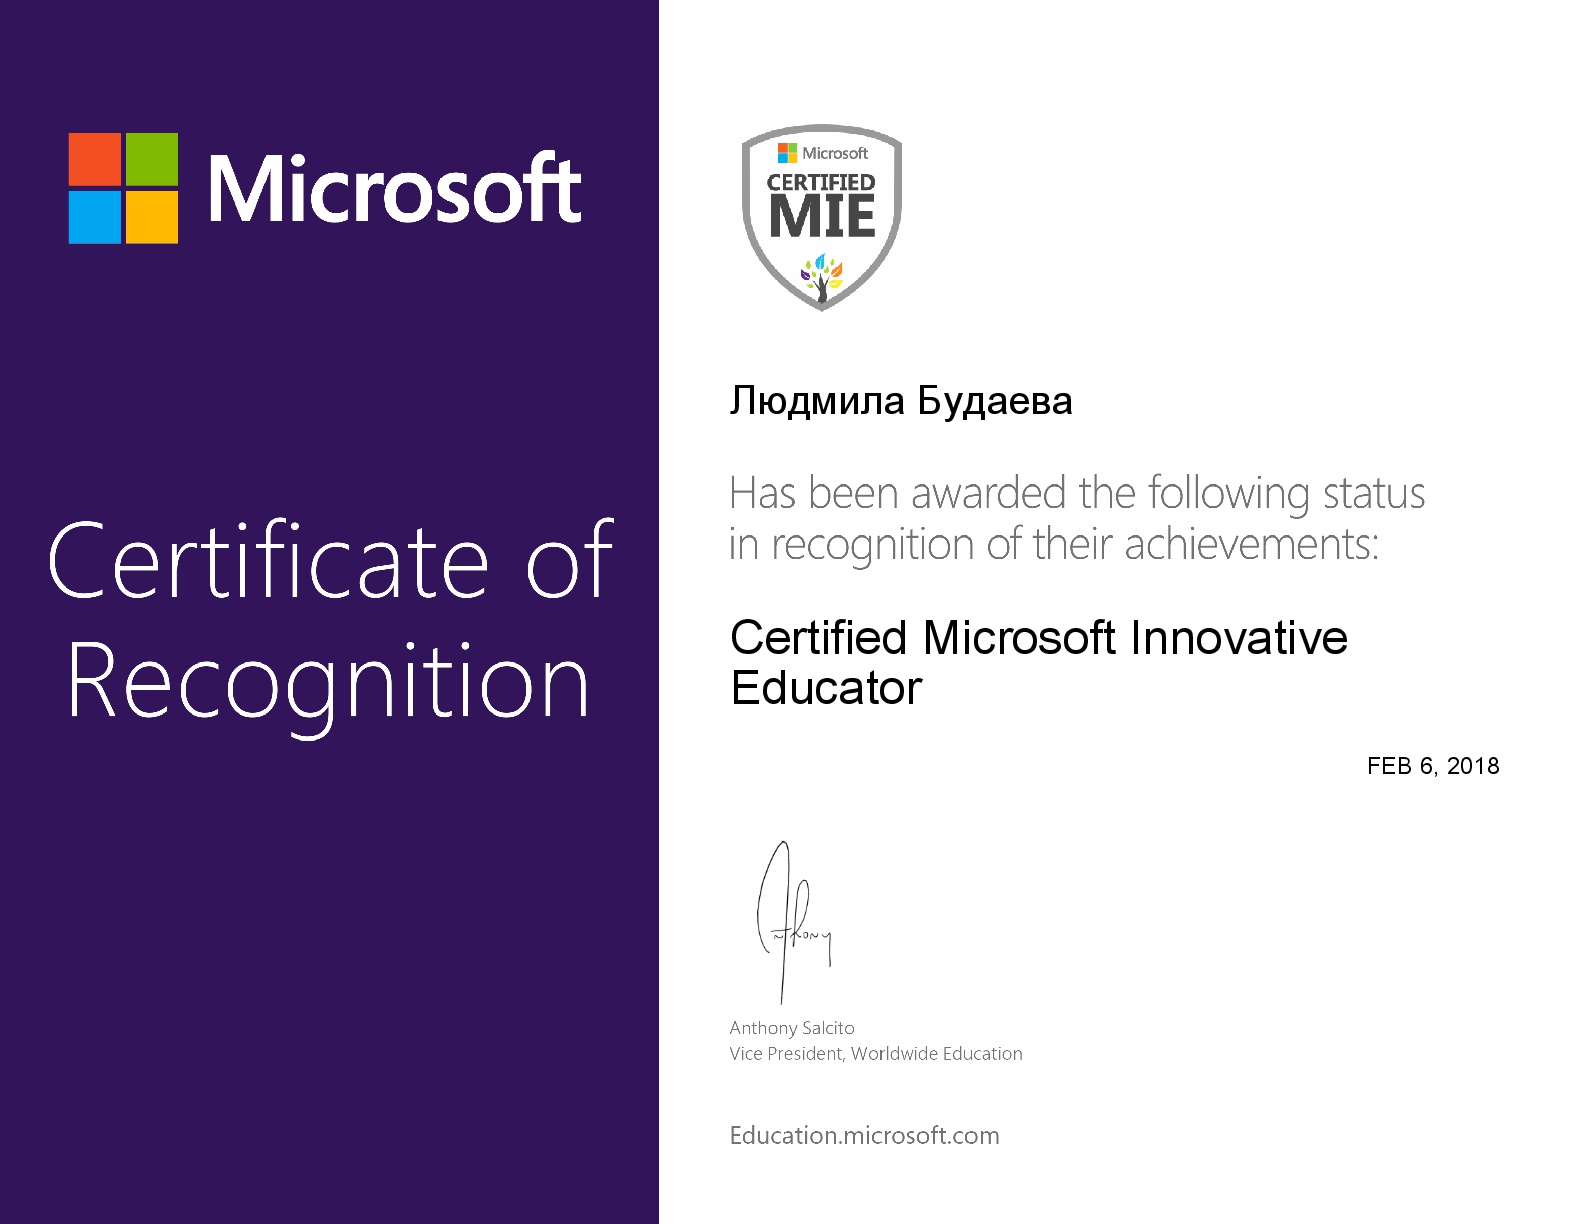 Microsoft
Certificate of
Recognition
Microsoft
CERTIFIED
MIE
Людмила Будаева
Has been awarded the following status
in recognition of their achievements:
Certified Microsoft Innovative
Educator
FEB 6, 2018
Anthony
Anthony Salcito
Vice President, Worldwide Education
Education.microsoft.com